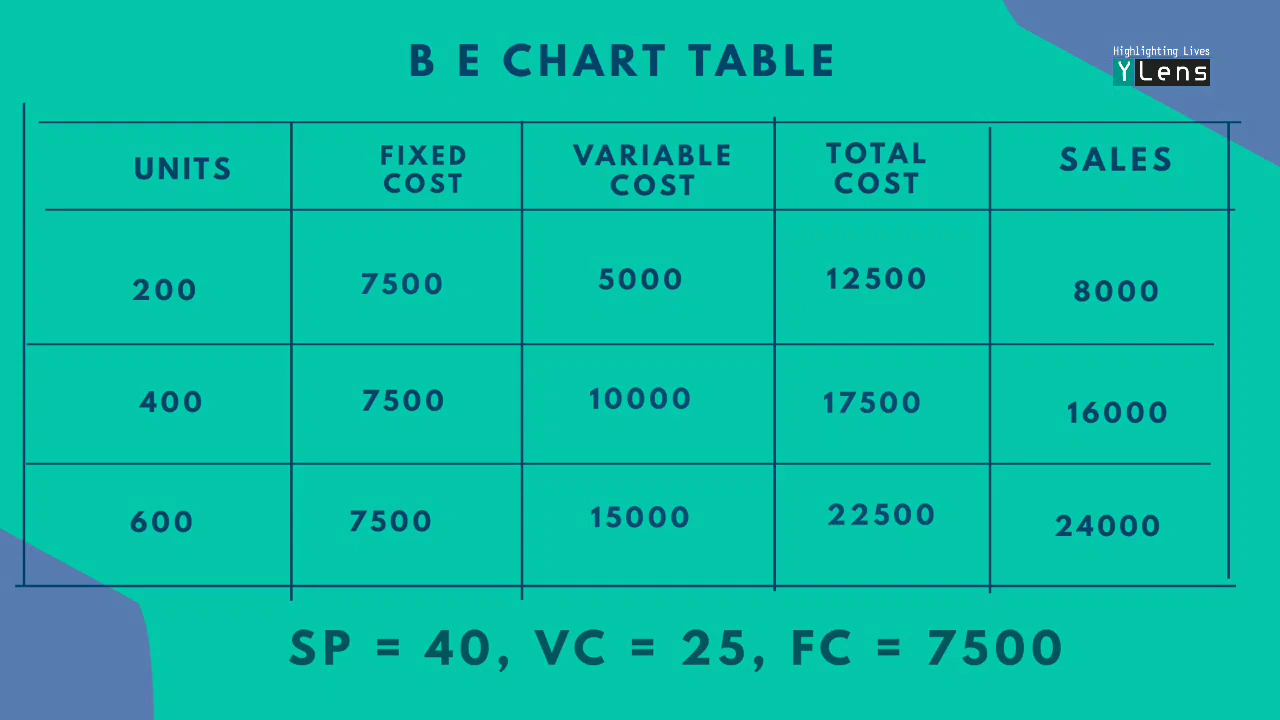 B E CHART TABLE
Highlighting Lives
YLens
UNITS
FIXED
COST
VARIABLE
COST
TOTAL
COST
SALES
200
7500
5000
12500
8000
400
7500
10000
17500
16000
600
7500
15000
22500
24000
SP = 40, VC = 25, FC = 7500